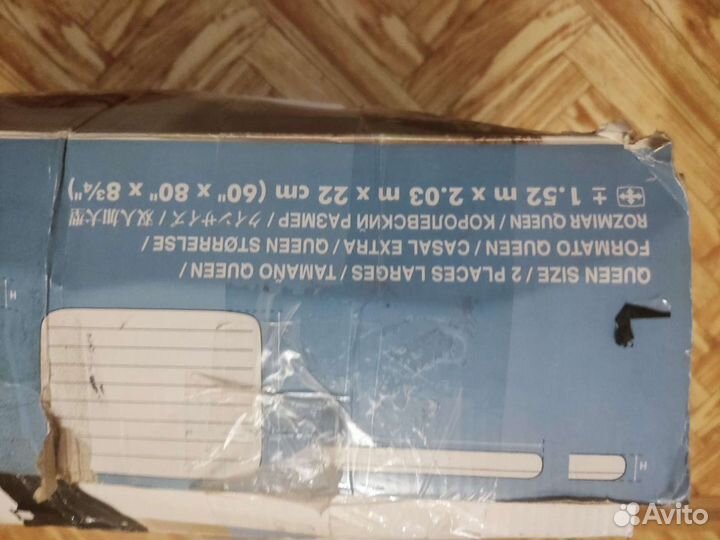 QUEEN SIZE / 2 PLACES LARGES / TAMAÑO QUEEN /
FORMATO QUEEN / CASAL EXTRA / QUEEN STØRRELSE /
ROZMIAR QUEEN / КОРОЛЕВСКИЙ РАЗМЕР / クインサイズ / 双人加大型
± 1.52 m x 2.03 m x 22 cm (60" x 80" x 8¾")
H
H
Avito